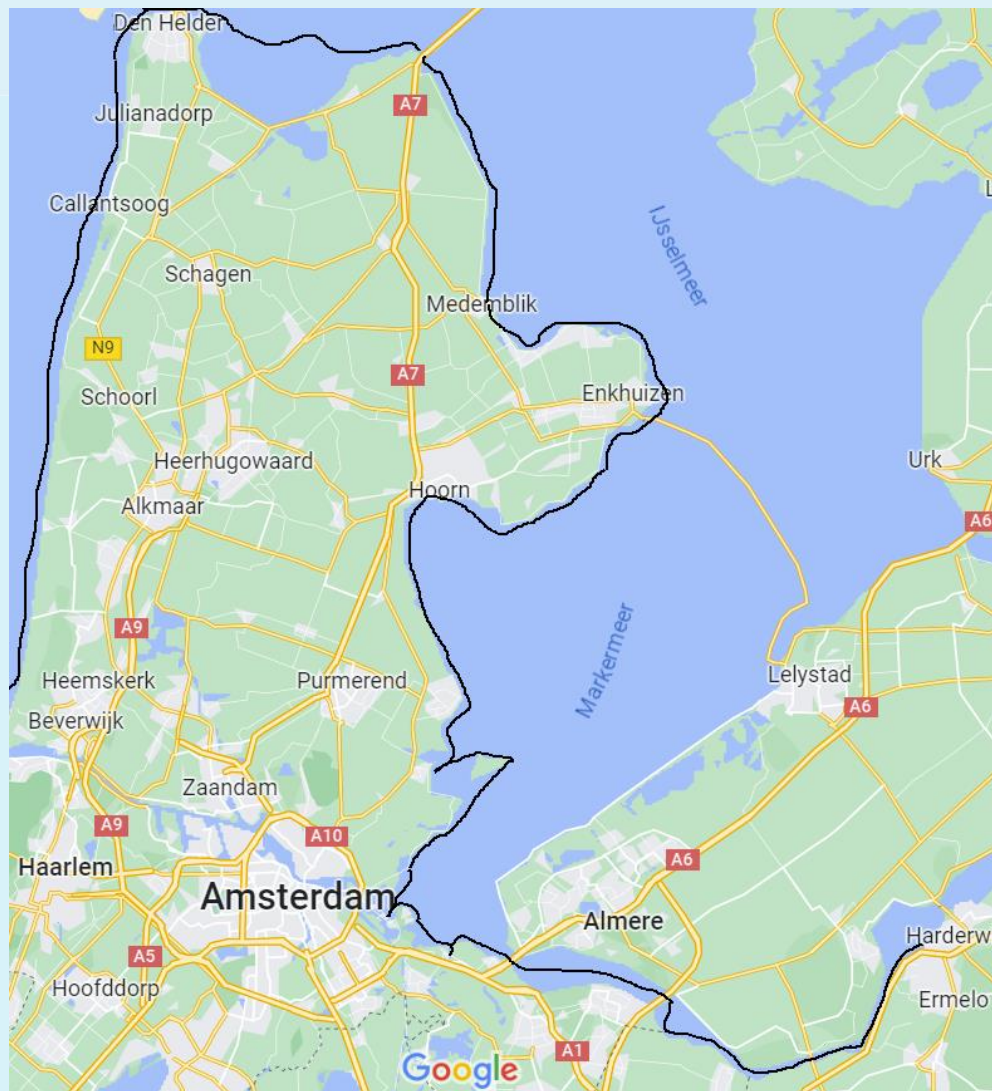 Den Helder
A7
Julianadorp
Callantsoog
IJsselmeer
Schagen
Medemblik
N9
A7
Schoorl
Enkhuizen
Heerhugowaard
Urk
Hoorn
Alkmaar
A6
A9
Markermeer
Heemskerk
Purmerend
Lelystad
A6
Beverwijk
Zaandam
A9
A10
A6
Haarlem
Amsterdam
Almere
Harderw
A5
Hoofddorp
Ermelo
A1
Google